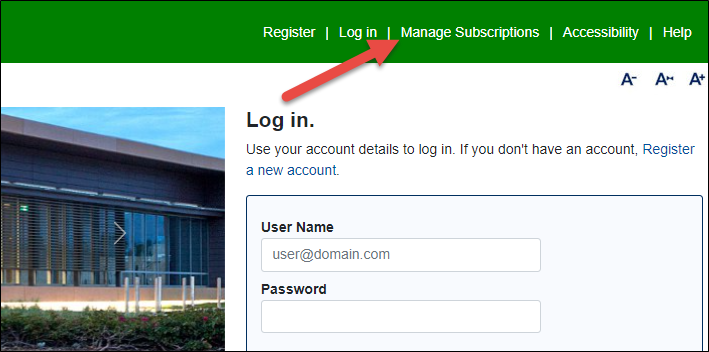 Register | Log in | Manage Subscriptions | Accessibility | Help
A- A↔ A+
Log in.
Use your account details to log in. If you don't have an account, Register
a new account.
User Name
user@domain.com
Password